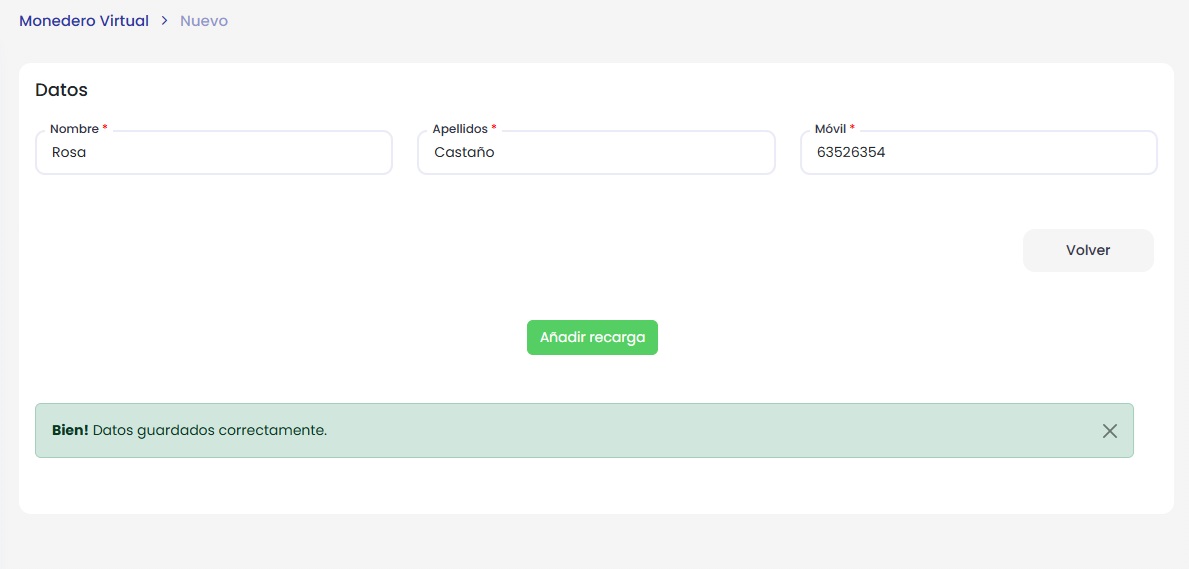 Monedero Virtual > Nuevo
Datos
Nombre * Apellidos * Móvil *
Rosa Castaño 63526354
Volver
Añadir recarga
Bien! Datos guardados correctamente.